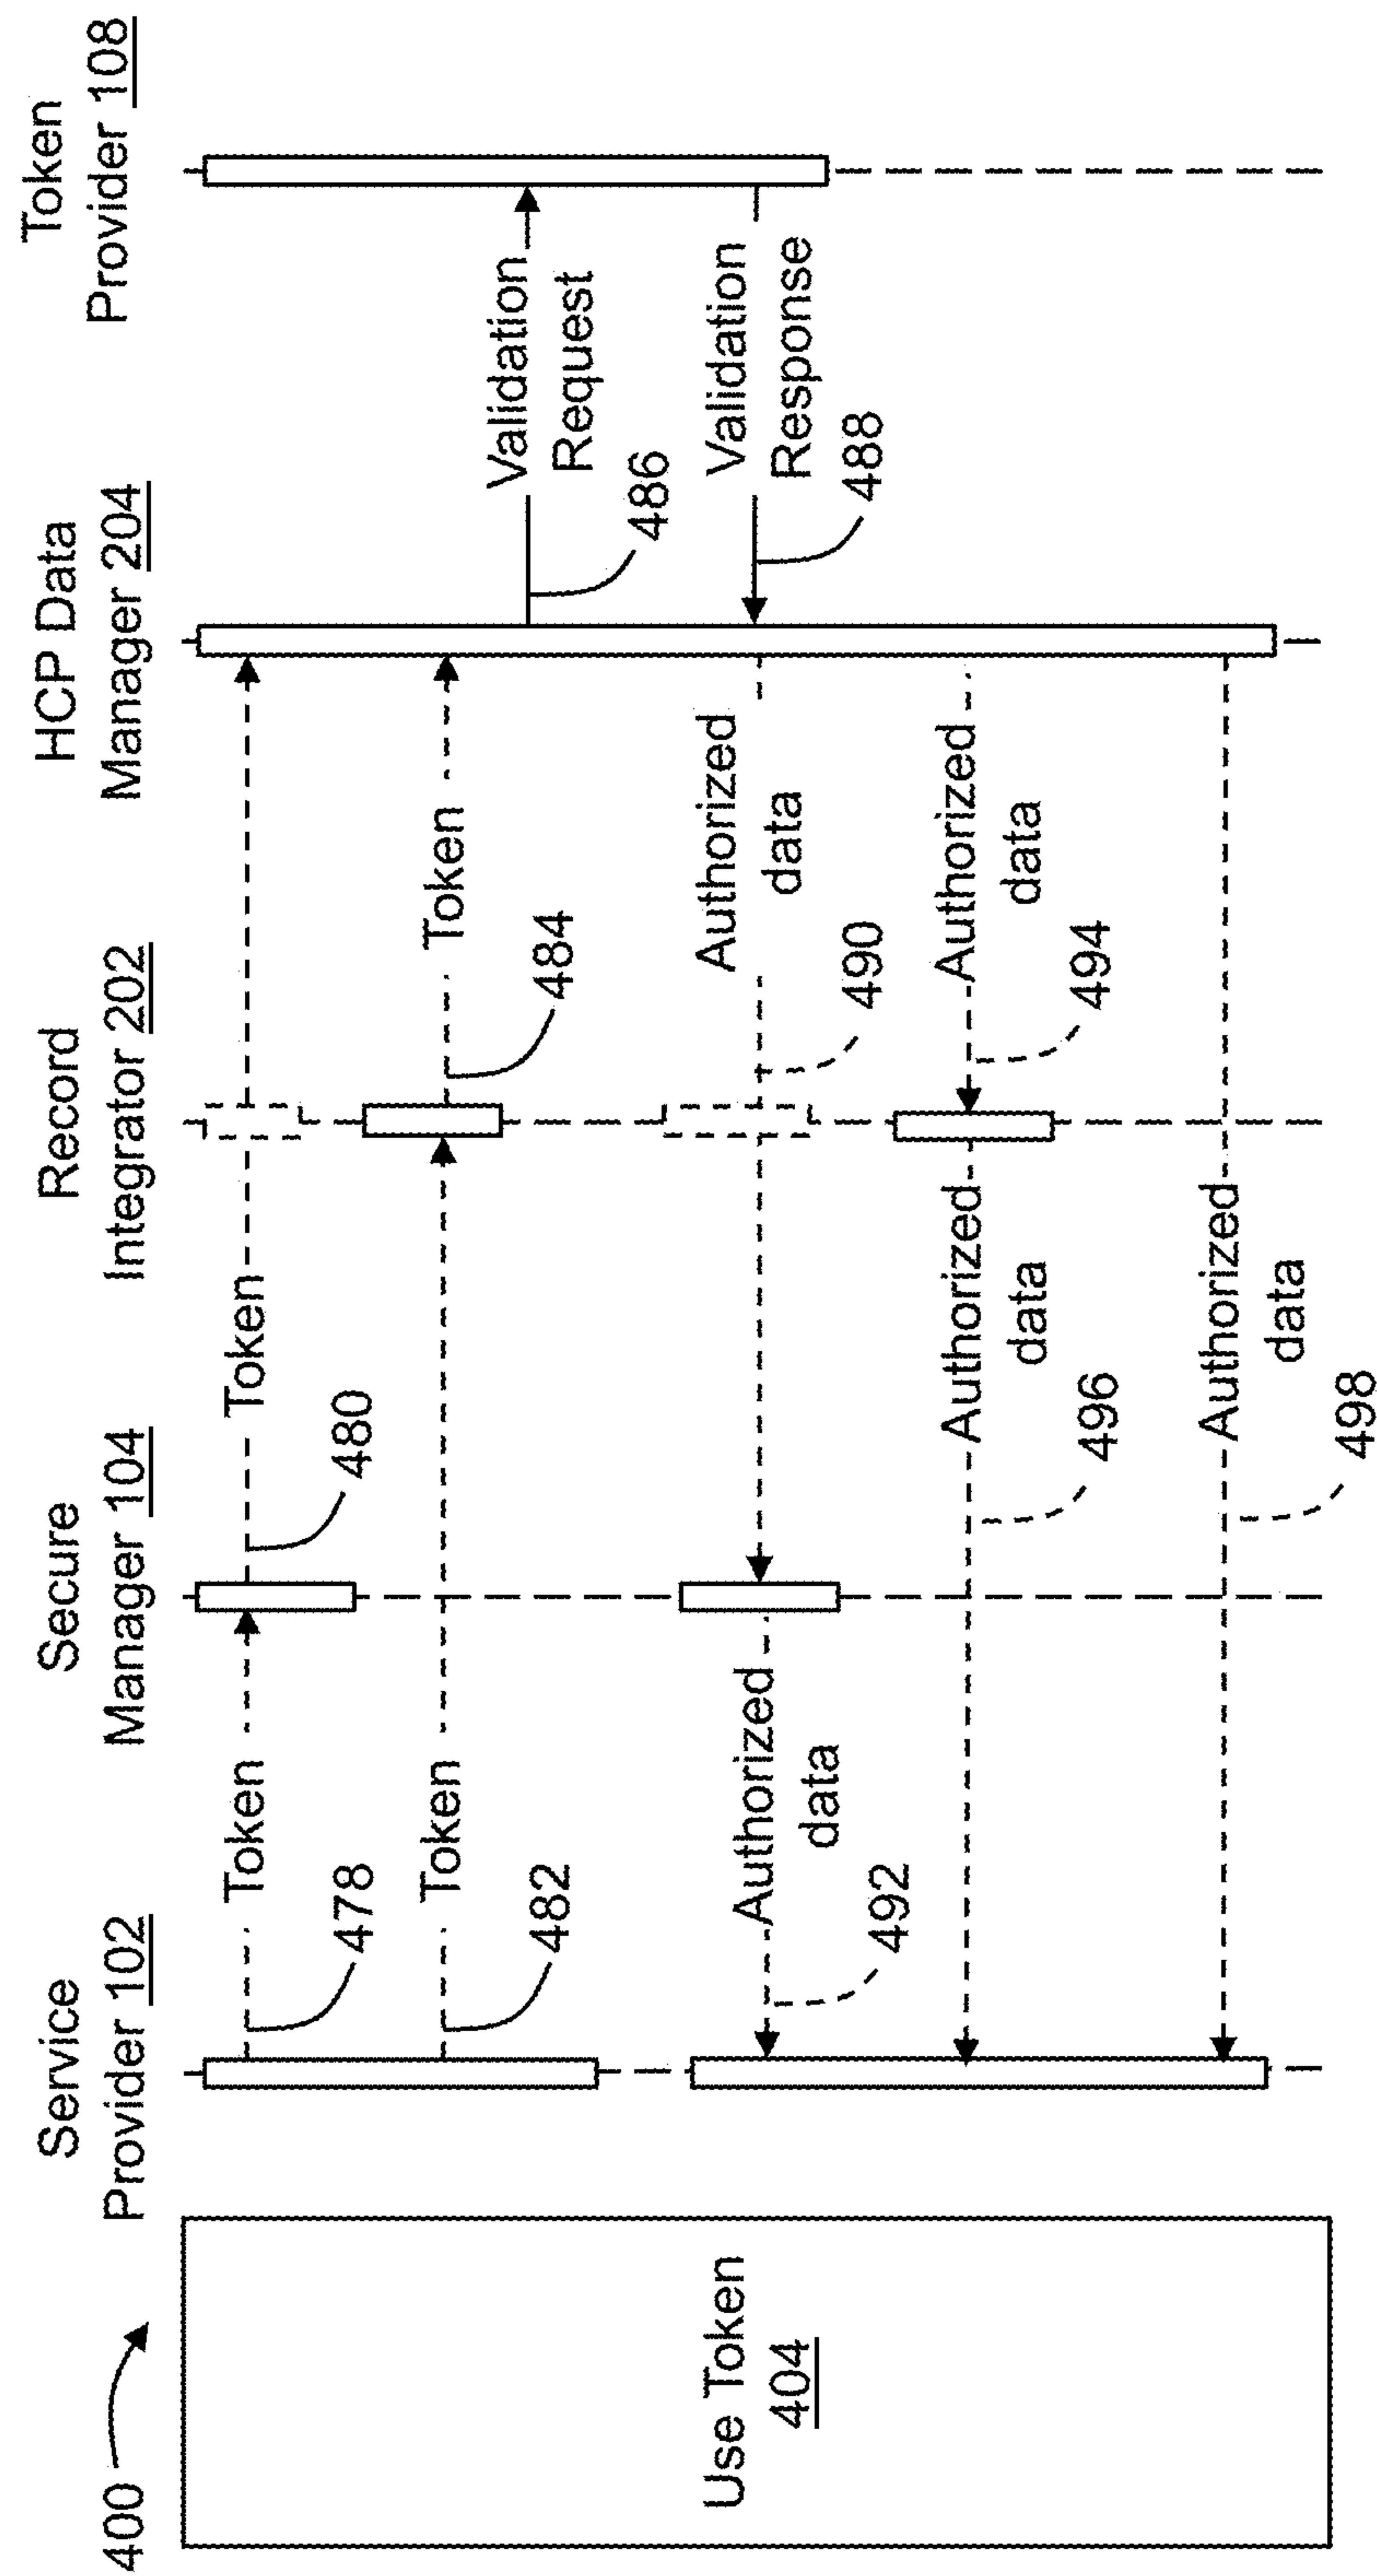 400
Use Token
404
Service
Provider 102
Secure
Manager 104
Record
Integrator 202
HCP Data
Manager 204
Token
Provider 108
Token
478
Token
480
Token
482
Token
484
Validation
Request
486
Validation
Response
488
Authorized
data
490
Authorized
data
492
Authorized
data
494
Authorized
data
496
Authorized
data
498